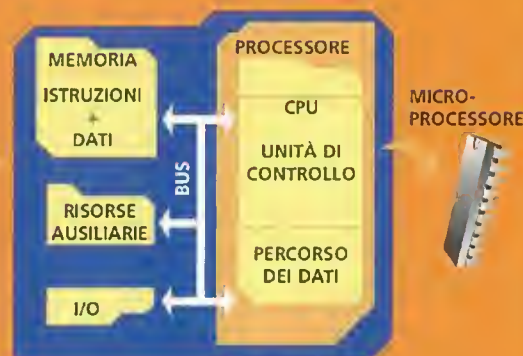 MEMORIA
ISTRUZIONI
+
DATI
RISORSE
AUSILIARIE
I/O
BUS
PROCESSORE
CPU
UNITÀ DI
CONTROLLO
PERCORSO
DEI DATI
MICRO-
PROCESSORE